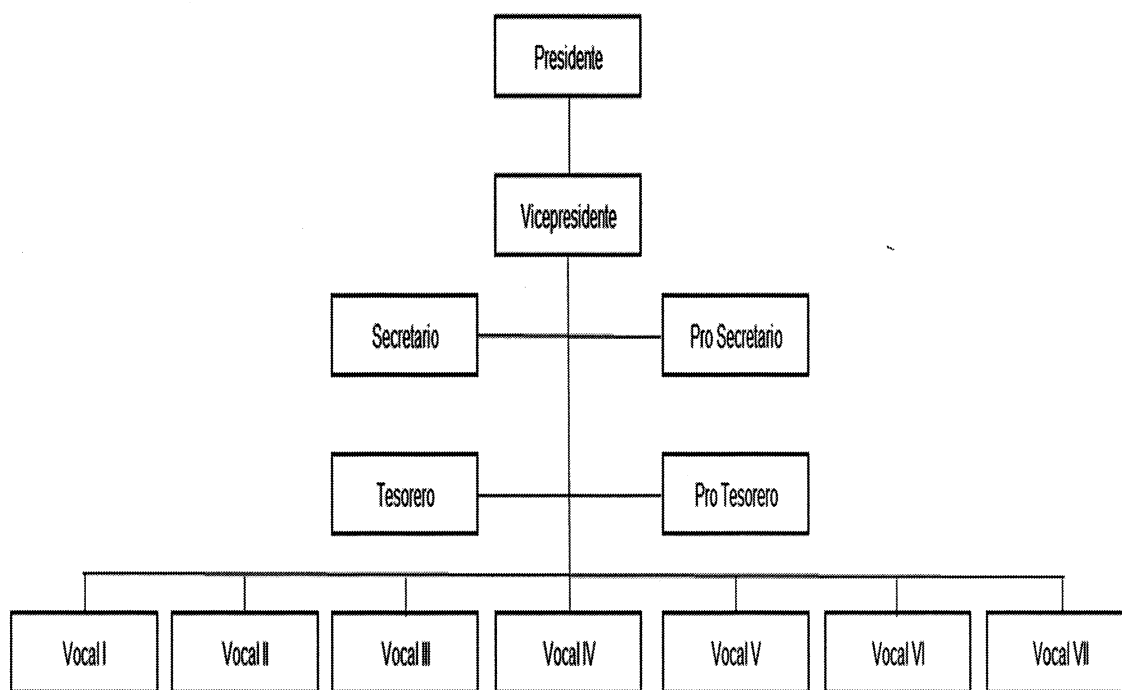 Presidente
Vicepresidente
Secretario
Pro Secretario
Tesorero
Pro Tesorero
Vocal I
Vocal II
Vocal III
Vocal IV
Vocal V
Vocal VI
Vocal VII